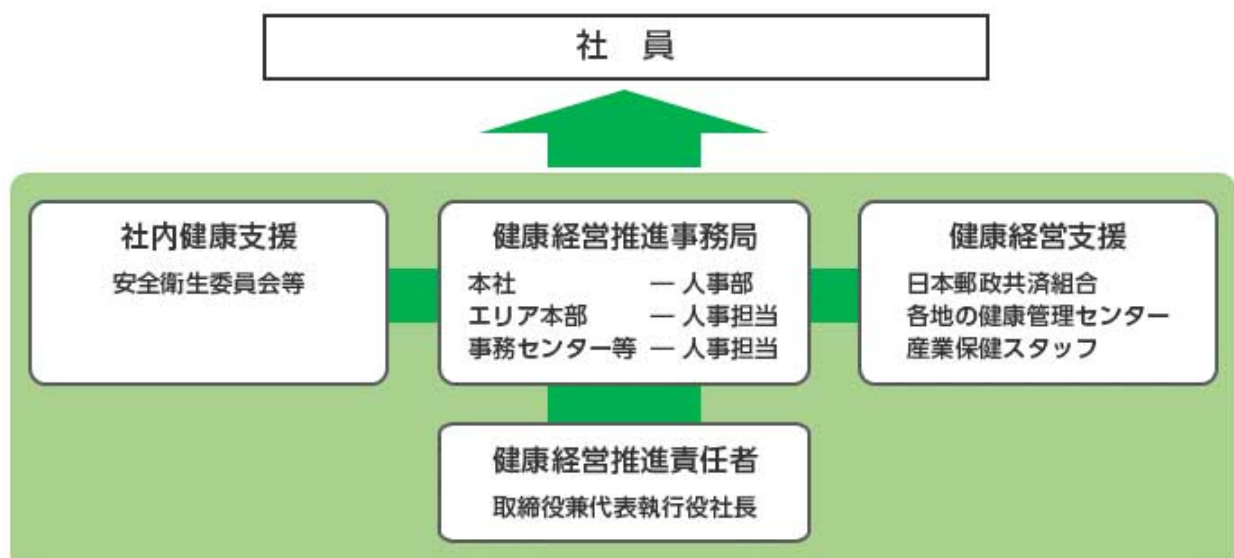 社 員
社内健康支援
安全衛生委員会等
健康経営推進事務局
本社 ― 人事部
エリア本部 ― 人事担当
事務センター等 ― 人事担当
健康経営支援
日本郵政共済組合
各地の健康管理センター
産業保健スタッフ
健康経営推進責任者
取締役兼代表執行役社長